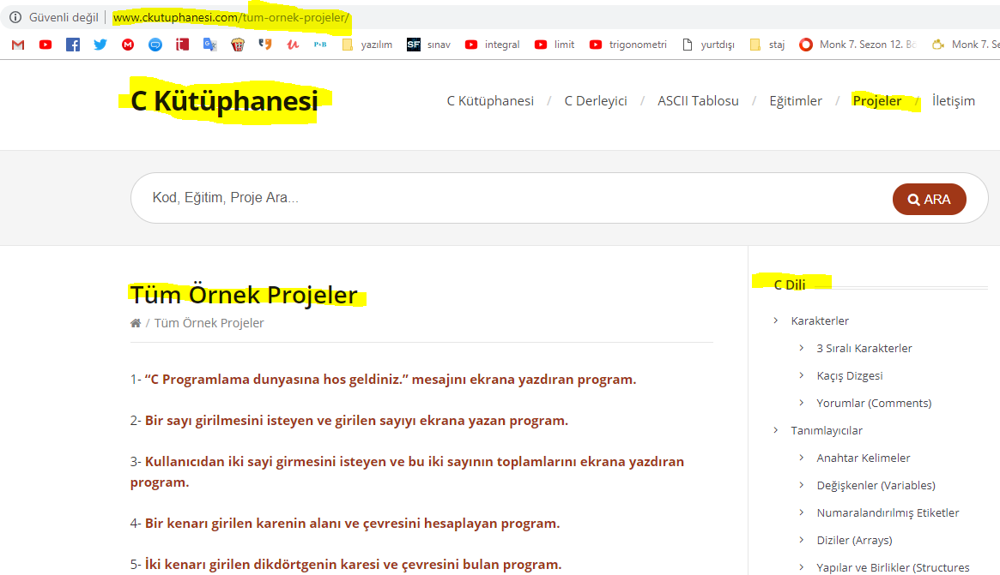 Güvenli değil | www.ckutuphanesi.com/tum-ornek-projeler/
P&B yazılım SF sınav integral limit trigonometri yurtdışı staj Monk 7. Sezon 12. Bö Monk 7. Se
C Kütüphanesi
C Kütüphanesi / C Derleyici / ASCII Tablosu / Eğitimler / Projeler / İletişim
Kod, Eğitim, Proje Ara...
ARA
Tüm Örnek Projeler
/ Tüm Örnek Projeler
1- “C Programlama dunyasına hos geldiniz.” mesajını ekrana yazdıran program.
2- Bir sayı girilmesini isteyen ve girilen sayıyı ekrana yazan program.
3- Kullanıcıdan iki sayi girmesini isteyen ve bu iki sayının toplamlarını ekrana yazdıran
program.
4- Bir kenarı girilen karenin alanı ve çevresini hesaplayan program.
5- İki kenarı girilen dikdörtgenin karesi ve çevresini bulan program.
C Dili
Karakterler
3 Sıralı Karakterler
Kaçış Dizgesi
Yorumlar (Comments)
Tanımlayıcılar
Anahtar Kelimeler
Değişkenler (Variables)
Numaralandırılmış Etiketler
Diziler (Arrays)
Yapılar ve Birlikler (Structures